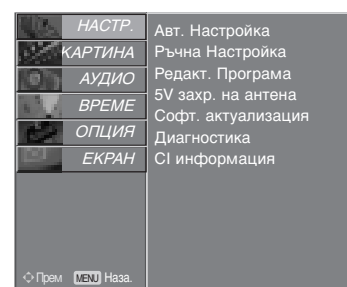 НАСТР.
КАРТИНА
АУДИО
ВРЕМЕ
ОПЦИЯ
ЕКРАН
Авт. Настройка
Ръчна Настройка
Редакт. Програма
5V захр. на антена
Софт. актуализация
Диагностика
CI информация
Прем MENU Наза.